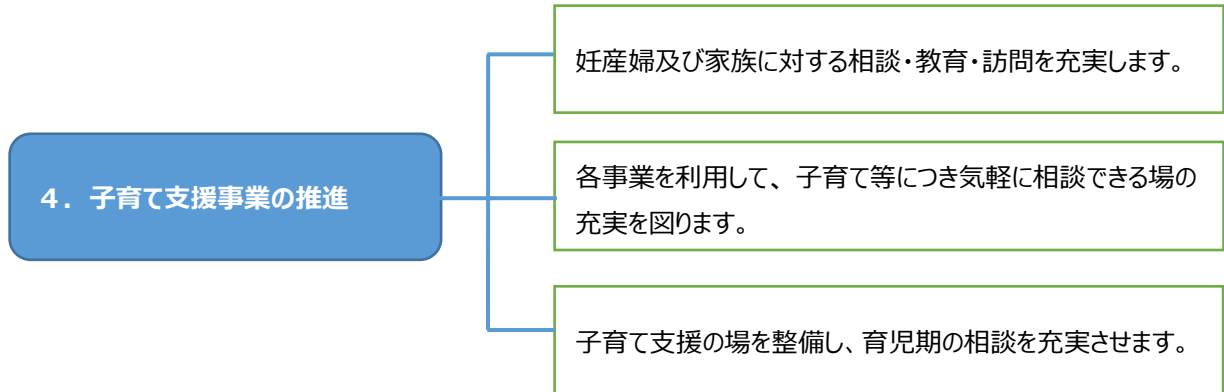 妊産婦及び家族に対する相談・教育・訪問を充実します。
4．子育て支援事業の推進
各事業を利用して、子育て等につき気軽に相談できる場の
充実を図ります。
子育て支援の場を整備し、育児期の相談を充実させます。